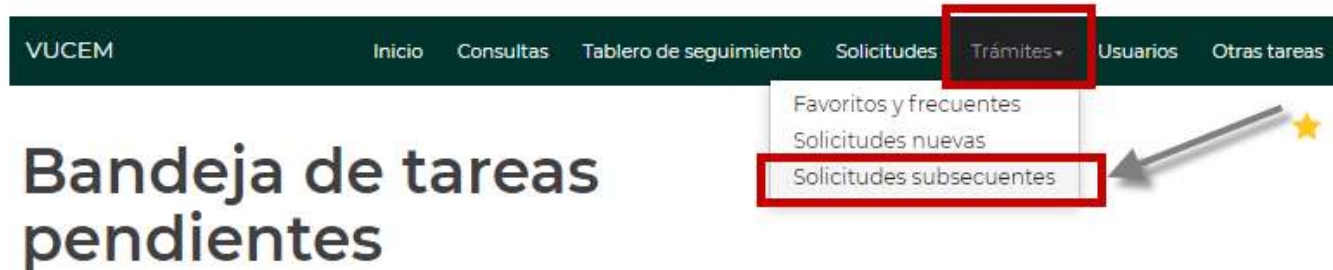 VUCEM Inicio Consultas Tablero de seguimiento Solicitudes Trámites Usuarios Otras tareas
Favoritos y frecuentes
Solicitudes nuevas
Solicitudes subsecuentes
Bandeja de tareas
pendientes